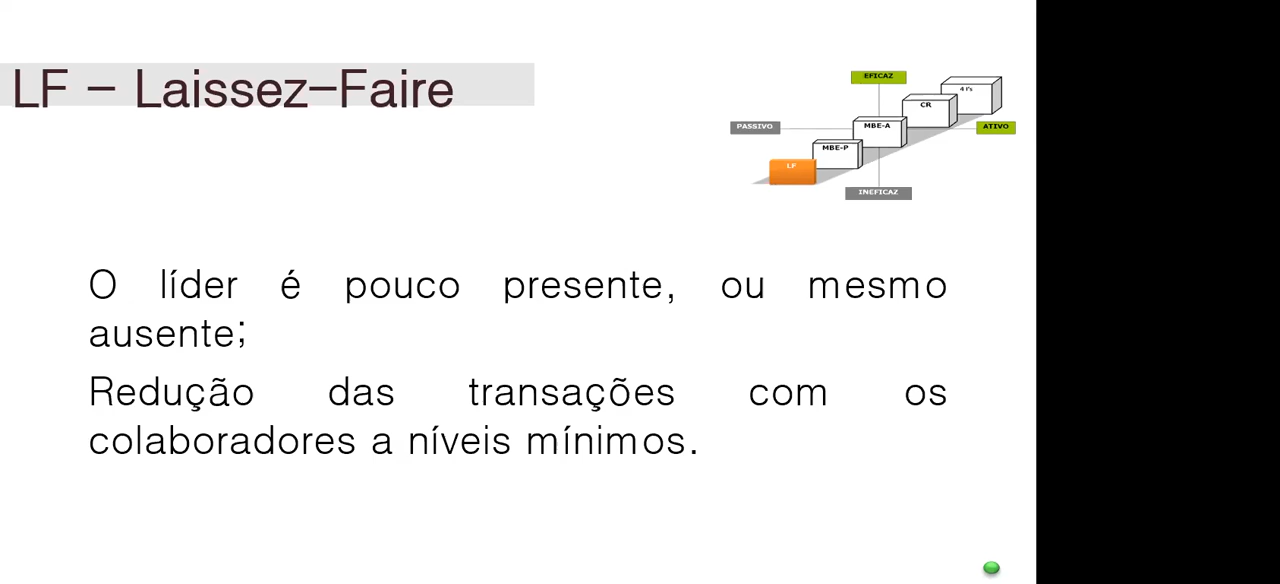 LF – Laissez-Faire
EFICAZ
4 I's
CR
PASSIVO
MBE-A
ATIVO
MBE-P
LF
INEFICAZ
O líder é pouco presente, ou mesmo
ausente;
Redução das transações com os
colaboradores a níveis mínimos.